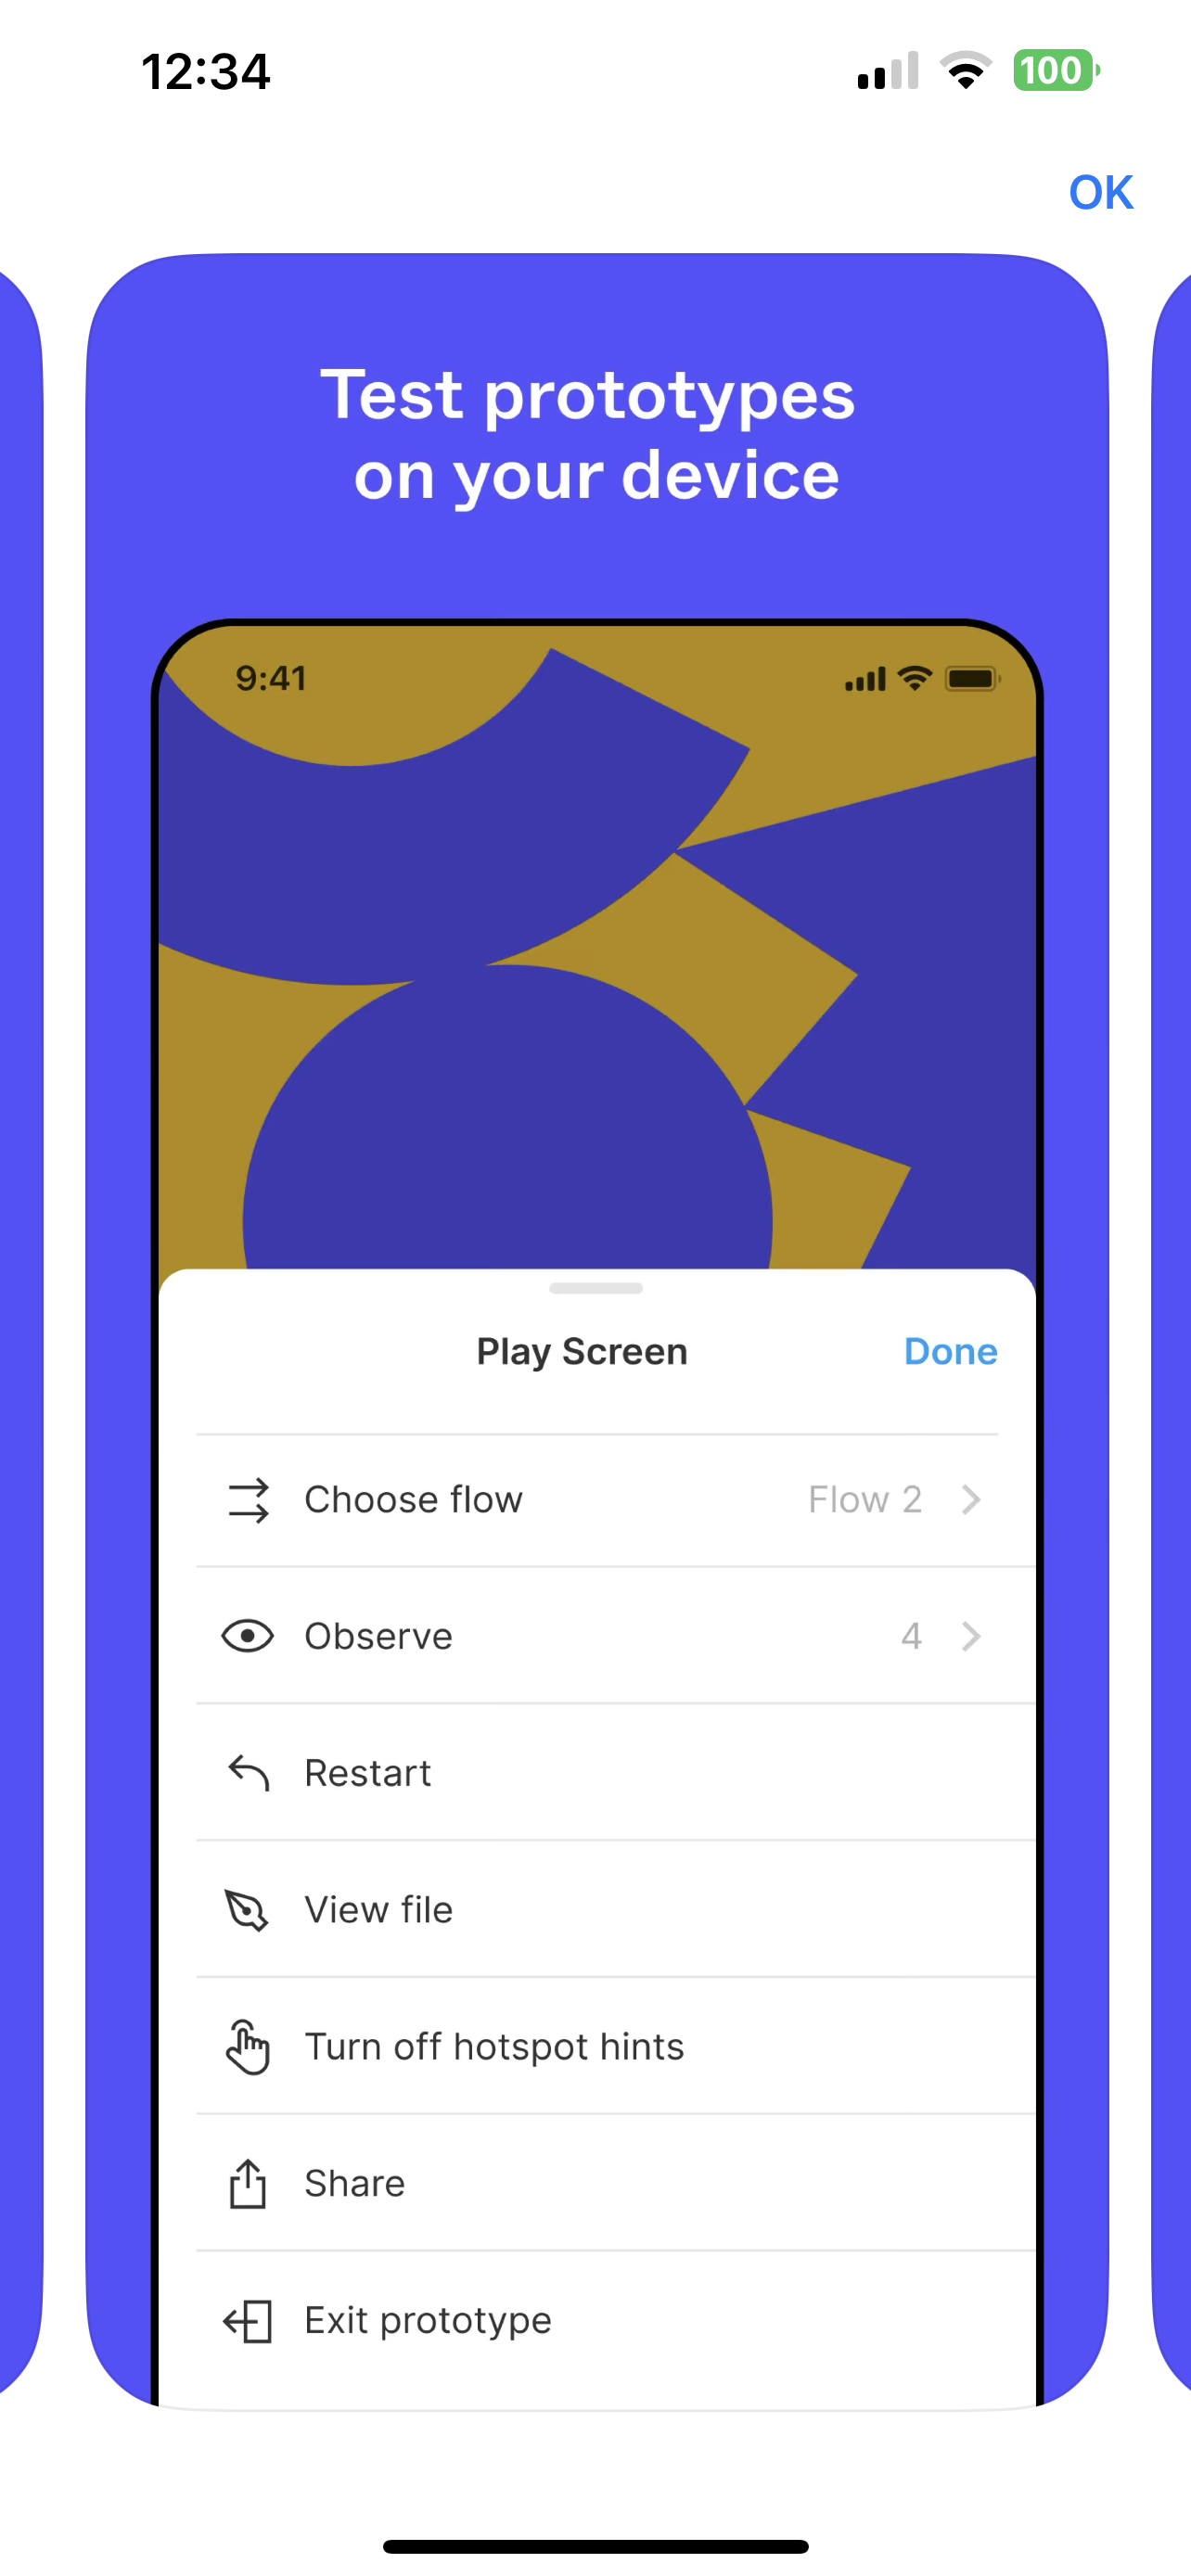 12:34
100
OK
Test prototypes
on your device
9:41
Play Screen
Done
Choose flow
Flow 2
Observe
4
Restart
View file
Turn off hotspot hints
Share
Exit prototype